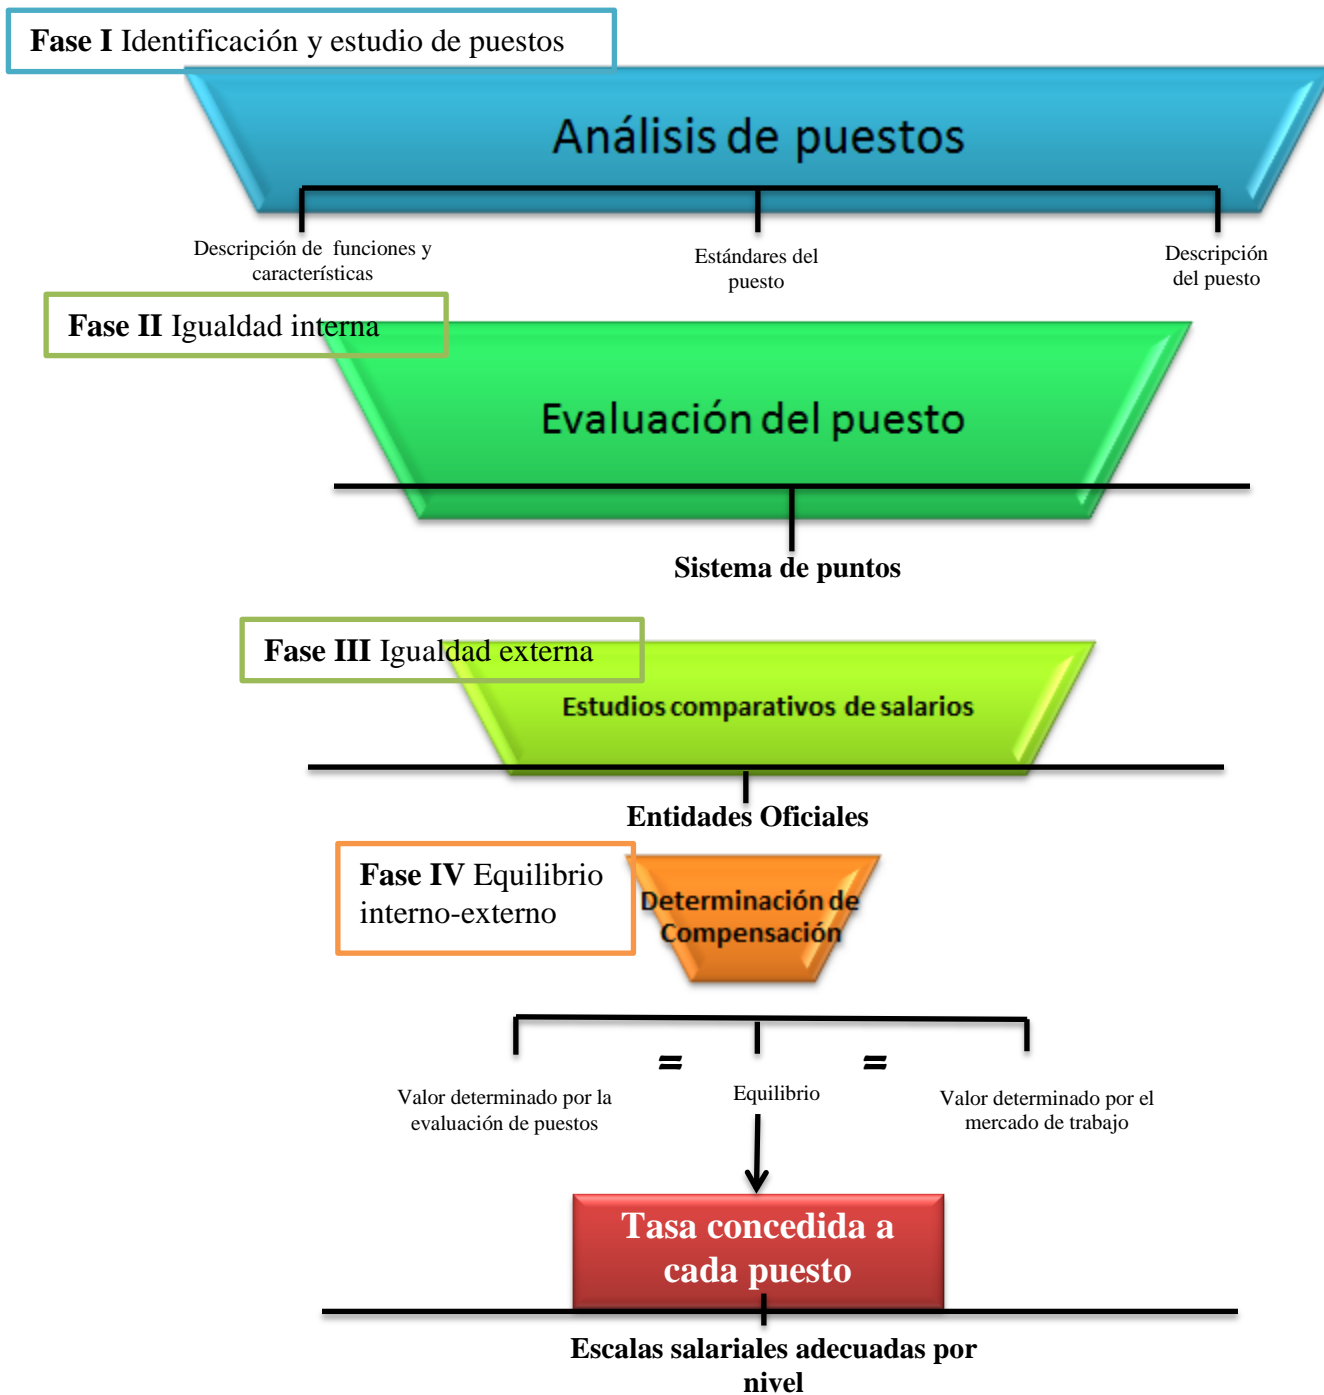 Fase I Identificación y estudio de puestos
Análisis de puestos
Descripción de funciones y
características
Estándares del
puesto
Descripción
del puesto
Fase II Igualdad interna
Evaluación del puesto
Sistema de puntos
Fase III Igualdad externa
Estudios comparativos de salarios
Entidades Oficiales
Fase IV Equilibrio
interno-externo
Determinación de
Compensación
Valor determinado por la
evaluación de puestos
=
Equilibrio
=
Valor determinado por el
mercado de trabajo
Tasa concedida a
cada puesto
Escalas salariales adecuadas por
nivel